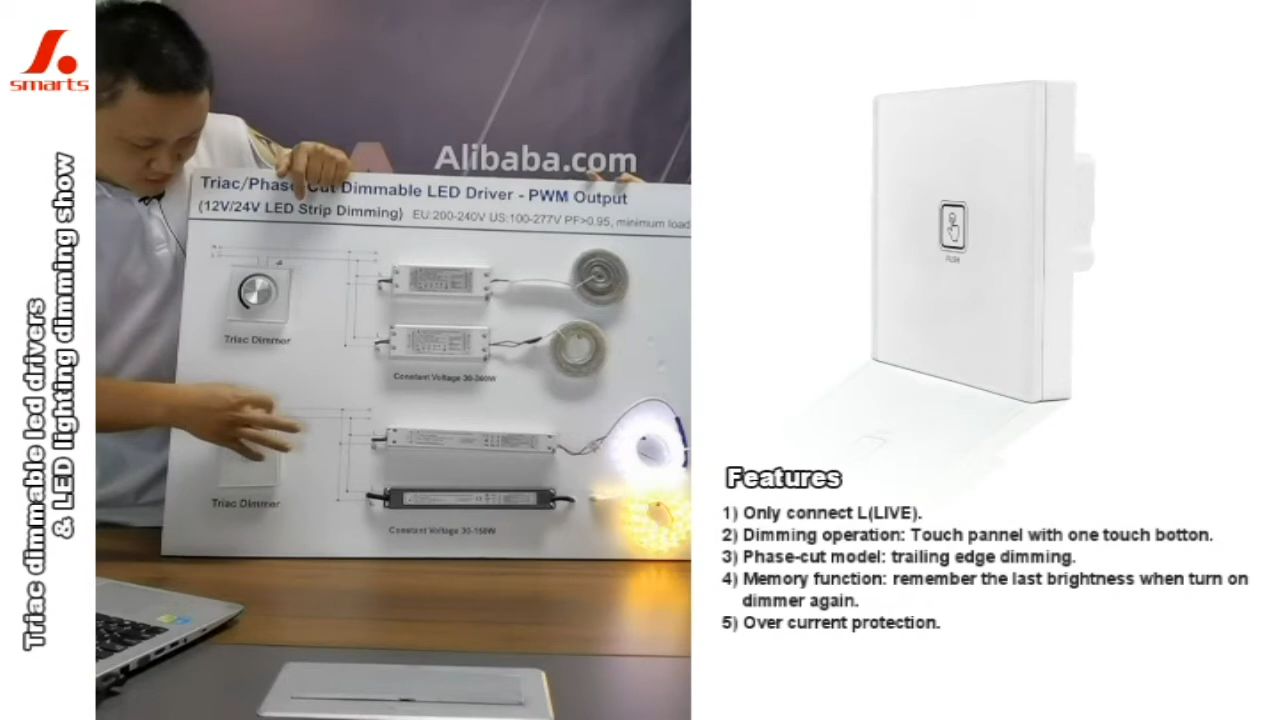 smarts
Triac dimmable led drivers
& LED lighting dimming show
Alibaba.com
Triac/Phase-Cut Dimmable LED Driver - PWM Output
(12V/24V LED Strip Dimming) EU:200-240V US:100-277V PF>0.95, minimum load
Triac Dimmer
Constant Voltage 30-260W
Triac Dimmer
Constant Voltage 30-150W
PUSH
Features
1) Only connect L(LIVE).
2) Dimming operation: Touch pannel with one touch botton.
3) Phase-cut model: trailing edge dimming.
4) Memory function: remember the last brightness when turn on
dimmer again.
5) Over current protection.